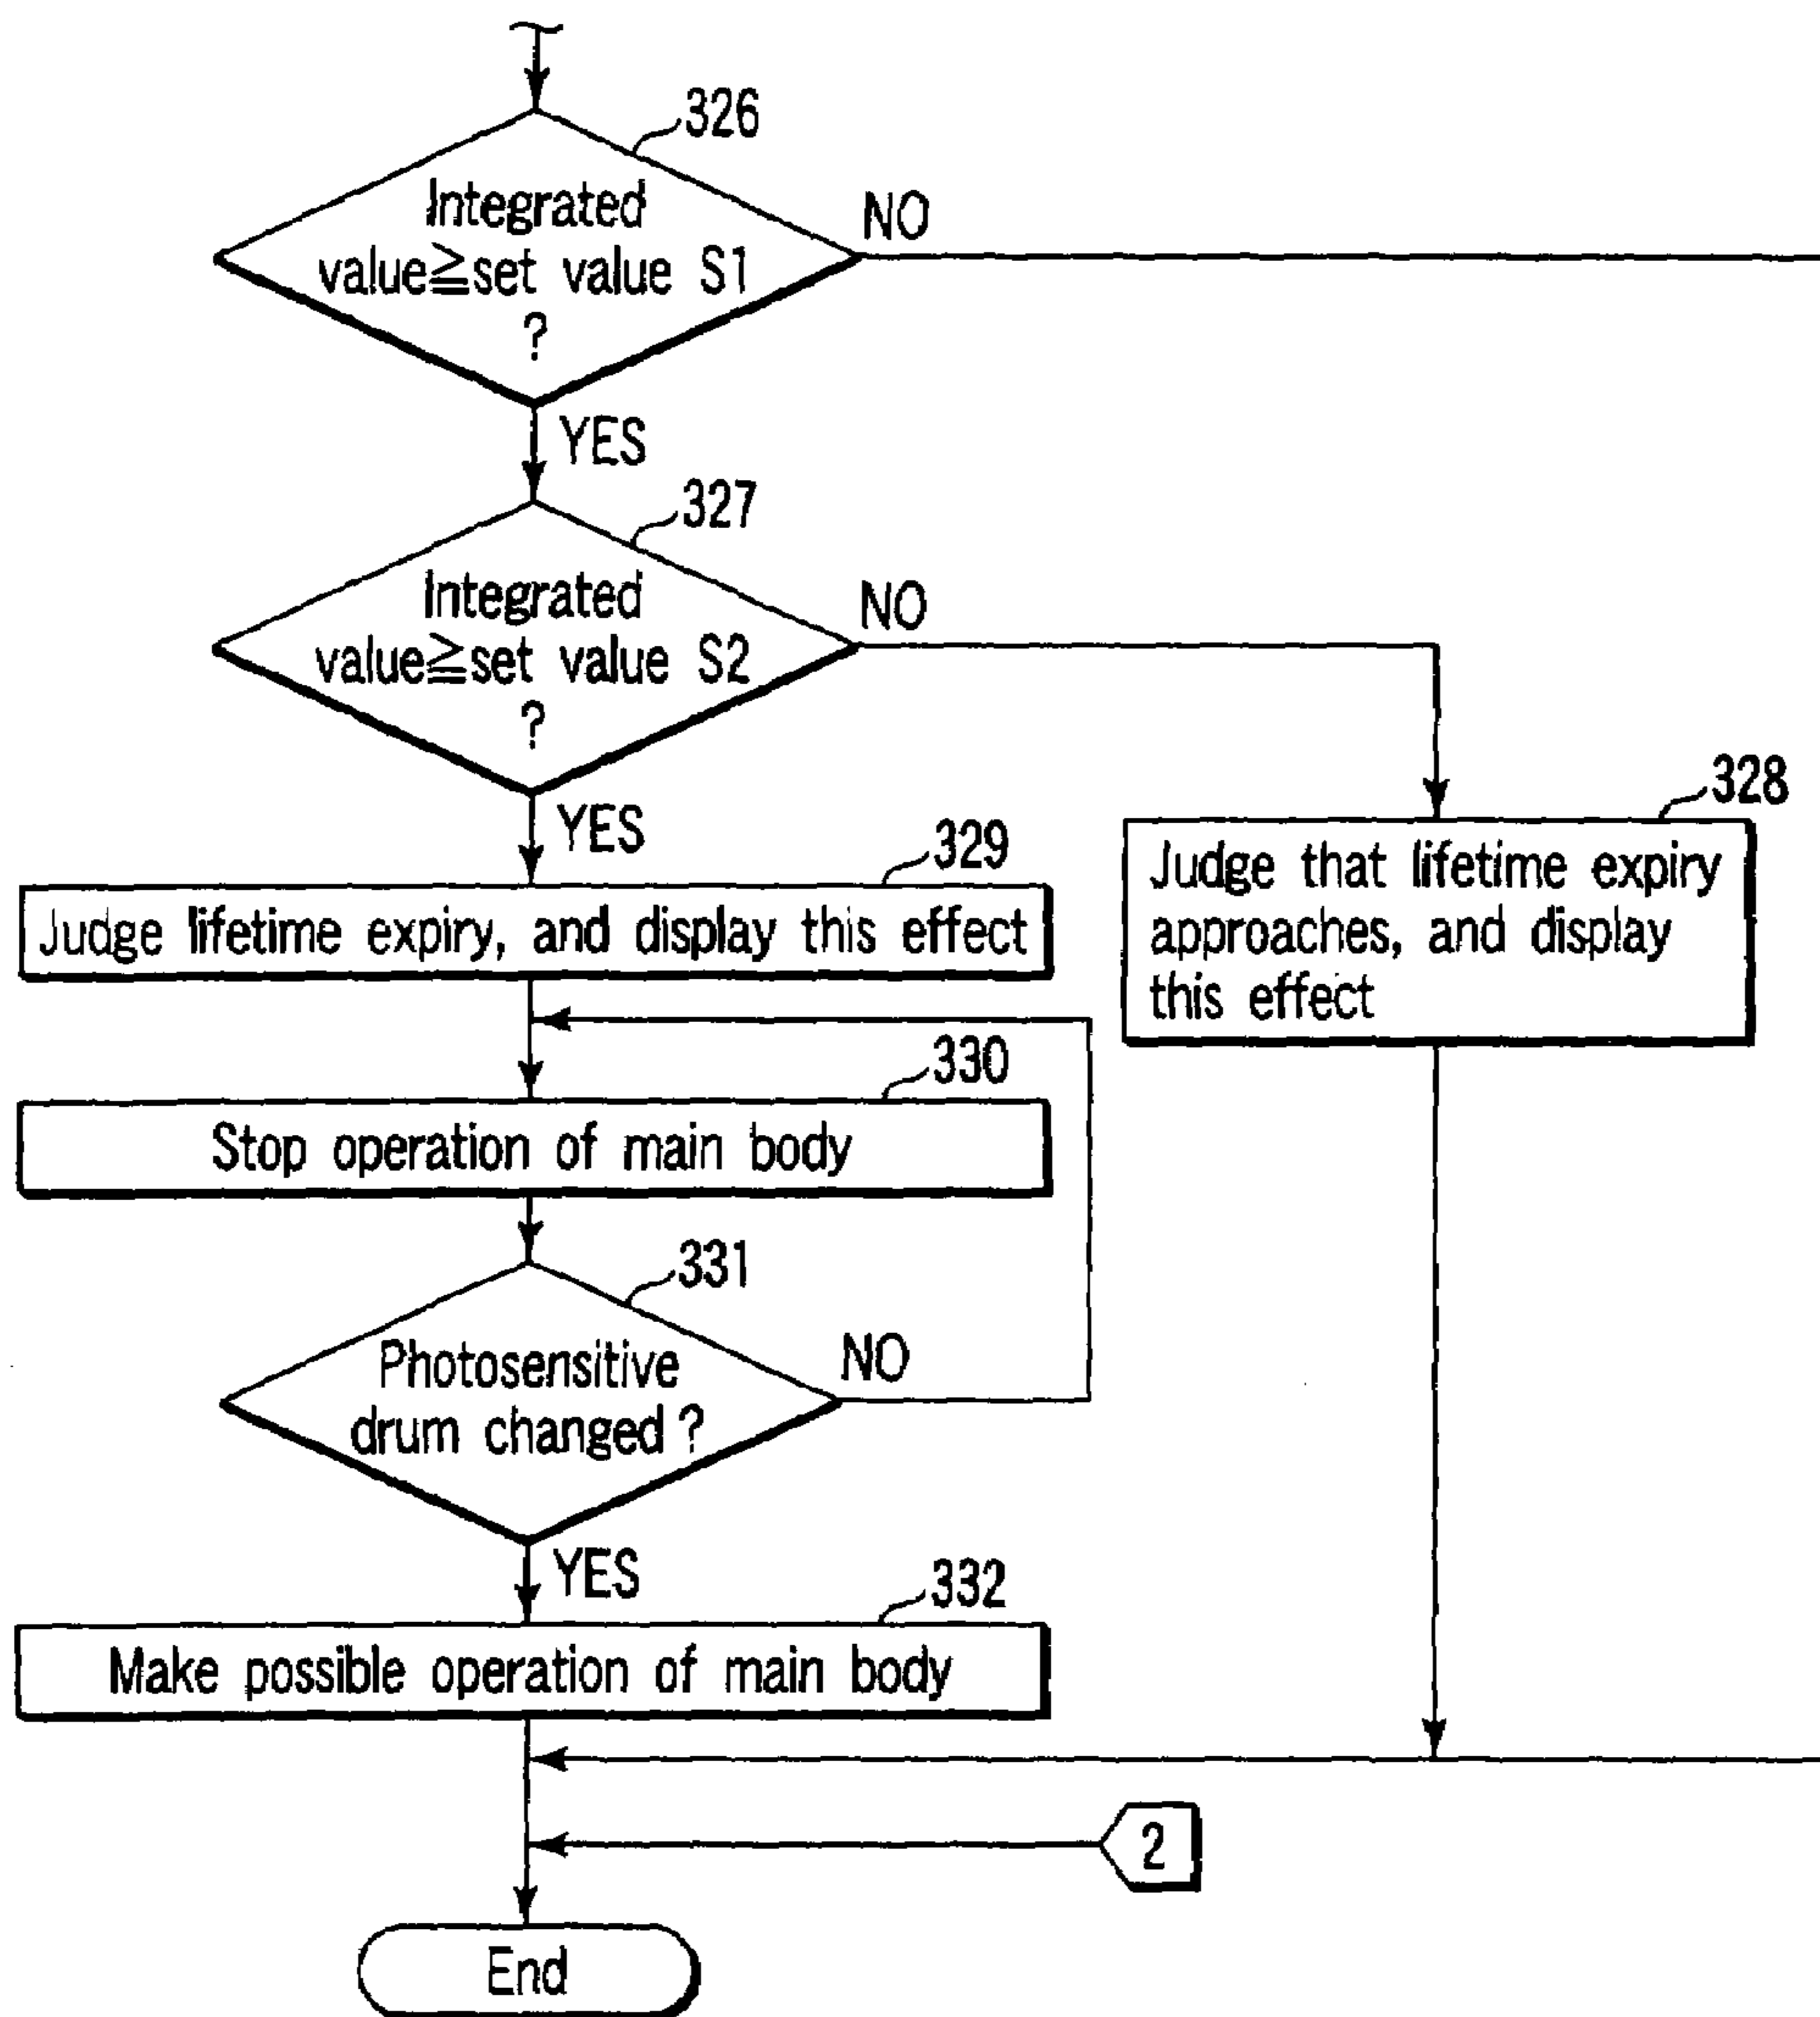 326
Integrated
value≧set value S1
?
NO
YES
327
Integrated
value≧set value S2
?
NO
YES
328
Judge that lifetime expiry
approaches, and display
this effect
329
Judge lifetime expiry, and display this effect
330
Stop operation of main body
331
Photosensitive
drum changed?
NO
YES
332
Make possible operation of main body
2
End